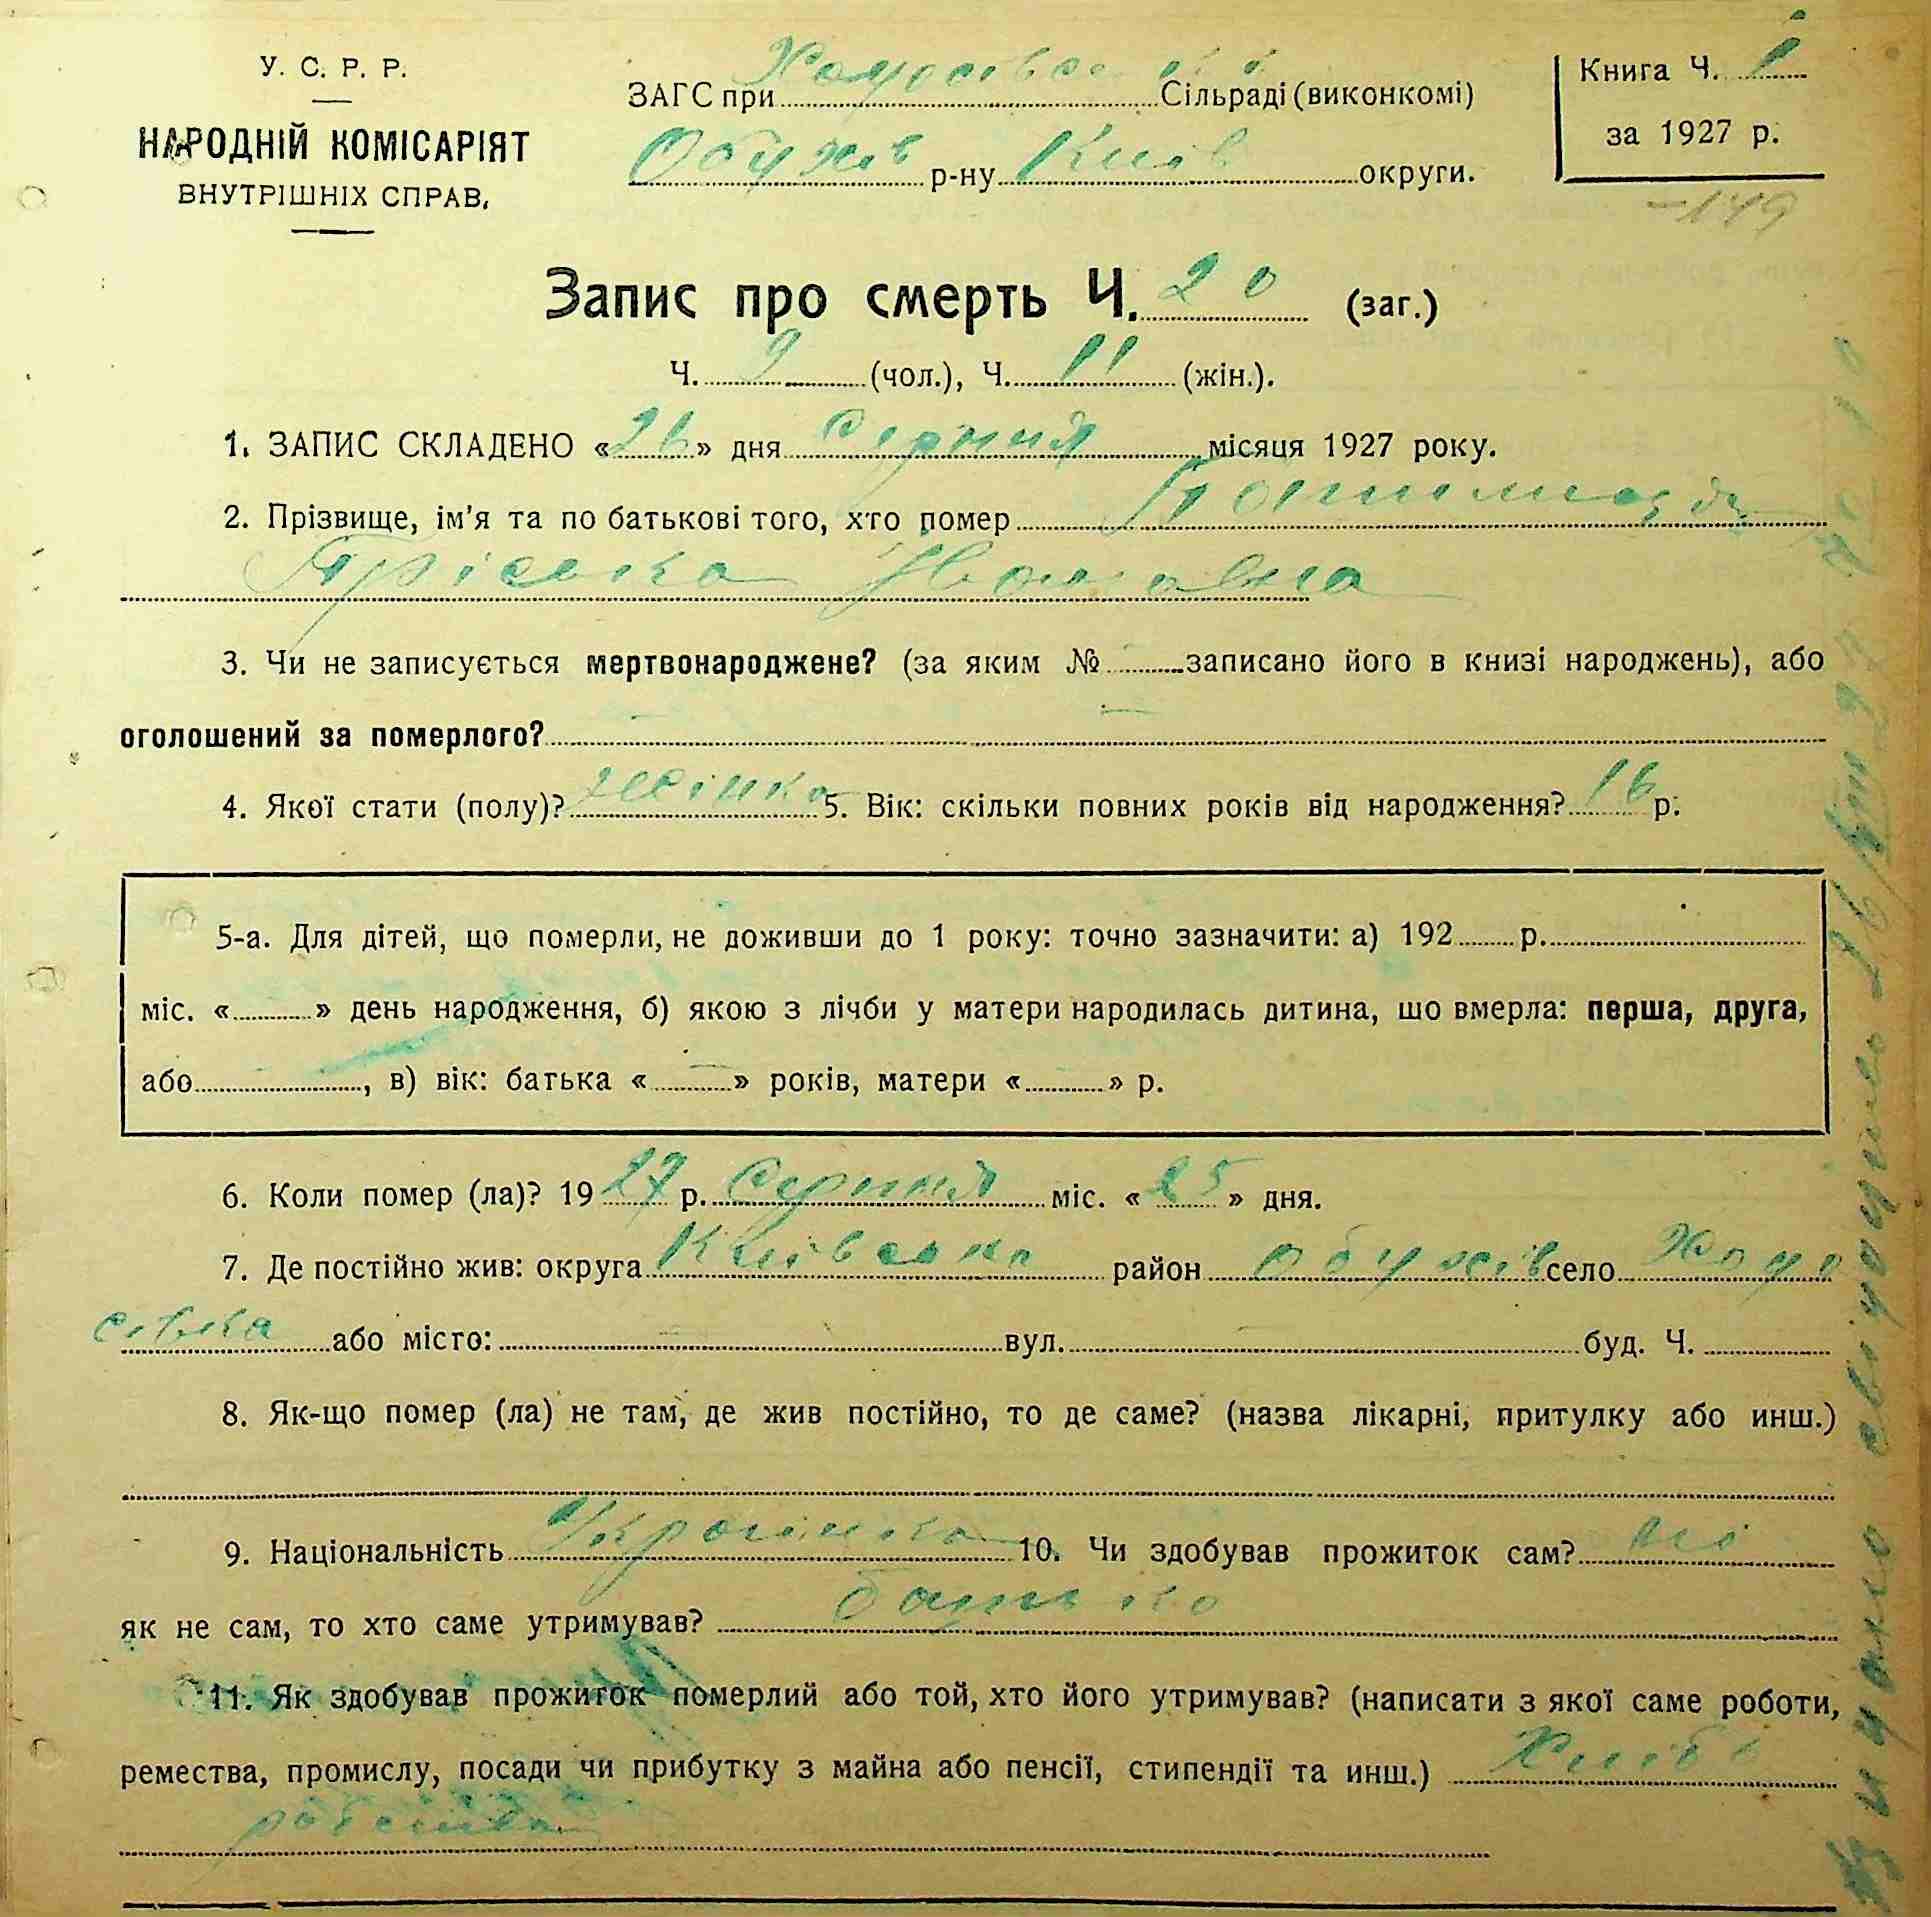 У. С. Р. Р.
НАРОДНІЙ КОМІСАРІЯТ
ВНУТРІШНІХ СПРАВ.
ЗАГС при Ходосівській Сільраді (виконкомі)
Обухів р-ну Київ округи.
Книга Ч. 1
за 1927 р.
149
Запис про смерть Ч. 20 (заг.)
Ч. 9 (чол.), Ч. 11 (жін.).
1. ЗАПИС СКЛАДЕНО «26» дня Серпня місяця 1927 року.
2. Прізвище, ім'я та по батькові того, хто помер
Пріська Івановна
3. Чи не записується мертвонароджене? (за яким № записано його в книзі народжень), або
оголошений за померлого?
4. Якої стати (полу)? жінка 5. Вік: скільки повних років від народження? 16 р.
5-а. Для дітей, що померли, не доживши до 1 року: точно зазначити: а) 192 р.
міс. « » день народження, б) якою з лічби у матери народилась дитина, шо вмерла: перша, друга,
або , в) вік: батька « » років, матери « » р.
6. Коли помер (ла)? 1927 р. Серпня міс. «25» дня.
7. Де постійно жив: округа Київська район Обухів село Ходо
сівка або місто: вул. буд. Ч.
8. Як-що помер (ла) не там, де жив постійно, то де саме? (назва лікарні, притулку або инш.)
9. Національність Українка 10. Чи здобував прожиток сам? ні
як не сам, то хто саме утримував? батько
11. Як здобував прожиток померлий або той, хто його утримував? (написати з якої саме роботи,
ремества, промислу, посади чи прибутку з майна або пенсії, стипендії та инш.) Хлібо
робство